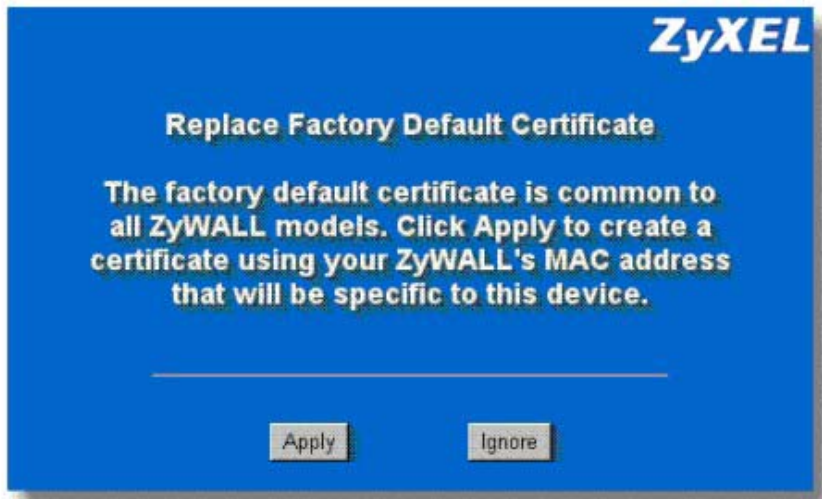 ZyXEL
Replace Factory Default Certificate
The factory default certificate is common to
all ZyWALL models. Click Apply to create a
certificate using your ZyWALL's MAC address
that will be specific to this device.
Apply
Ignore